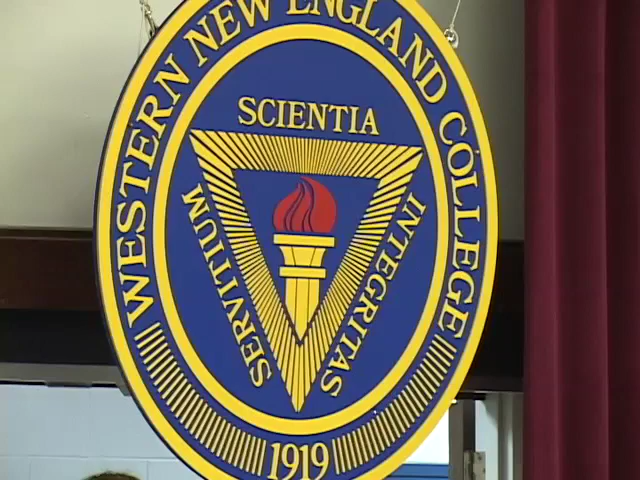 WESTERN NEW ENGLAND COLLEGE
SCIENTIA
SERVITIUM
INTEGRITAS
1919